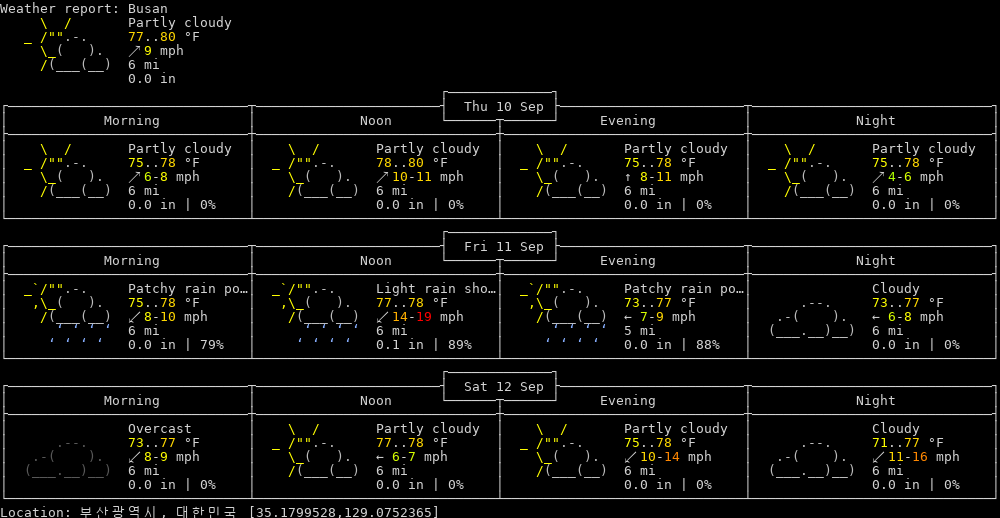 Weather report: Busan
Partly cloudy
77..80 °F
↗ 9 mph
6 mi
0.0 in
Thu 10 Sep
Morning Noon Evening Night
Partly cloudy Partly cloudy Partly cloudy Partly cloudy
75..78 °F 78..80 °F 75..78 °F 75..78 °F
↗ 6-8 mph ↗ 10-11 mph ↑ 8-11 mph ↗ 4-6 mph
6 mi 6 mi 6 mi 6 mi
0.0 in | 0% 0.0 in | 0% 0.0 in | 0% 0.0 in | 0%
Fri 11 Sep
Morning Noon Evening Night
Patchy rain po… Light rain sho… Patchy rain po… Cloudy
75..78 °F 77..78 °F 73..77 °F 73..77 °F
↙ 8-10 mph ↙ 14-19 mph ← 7-9 mph ← 6-8 mph
6 mi 6 mi 5 mi 6 mi
0.0 in | 79% 0.1 in | 89% 0.0 in | 88% 0.0 in | 0%
Sat 12 Sep
Morning Noon Evening Night
Overcast Partly cloudy Partly cloudy Cloudy
73..77 °F 77..78 °F 75..78 °F 71..77 °F
↙ 8-9 mph ← 6-7 mph ↙ 10-14 mph ↙ 11-16 mph
6 mi 6 mi 6 mi 6 mi
0.0 in | 0% 0.0 in | 0% 0.0 in | 0% 0.0 in | 0%
Location: 부산광역시, 대한민국 [35.1799528,129.0752365]